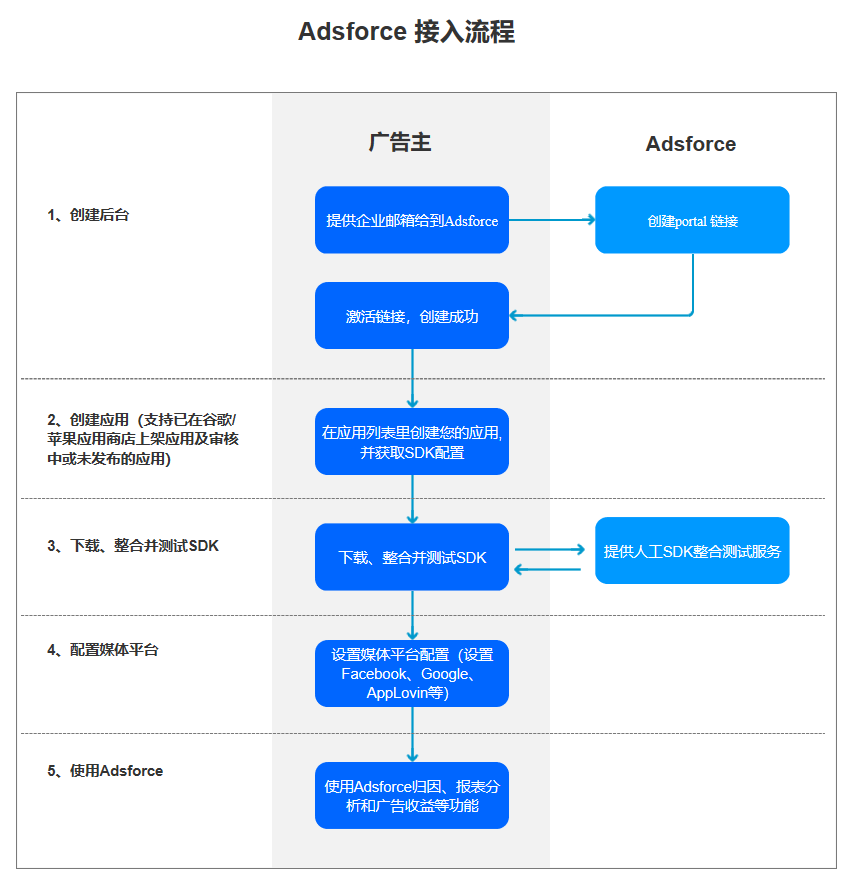 Adsforce 接入流程
广告主
Adsforce
1、创建后台
提供企业邮箱给到Adsforce
创建portal 链接
激活链接，创建成功
2、创建应用（支持已在谷歌/
苹果应用商店上架应用及审核
中或未发布的应用）
在应用列表里创建您的应用,
并获取SDK配置
3、下载、整合并测试SDK
下载、整合并测试SDK
提供人工SDK整合测试服务
4、配置媒体平台
设置媒体平台配置（设置
Facebook、Google、
AppLovin等）
5、使用Adsforce
使用Adsforce归因、报表分
析和广告收益等功能